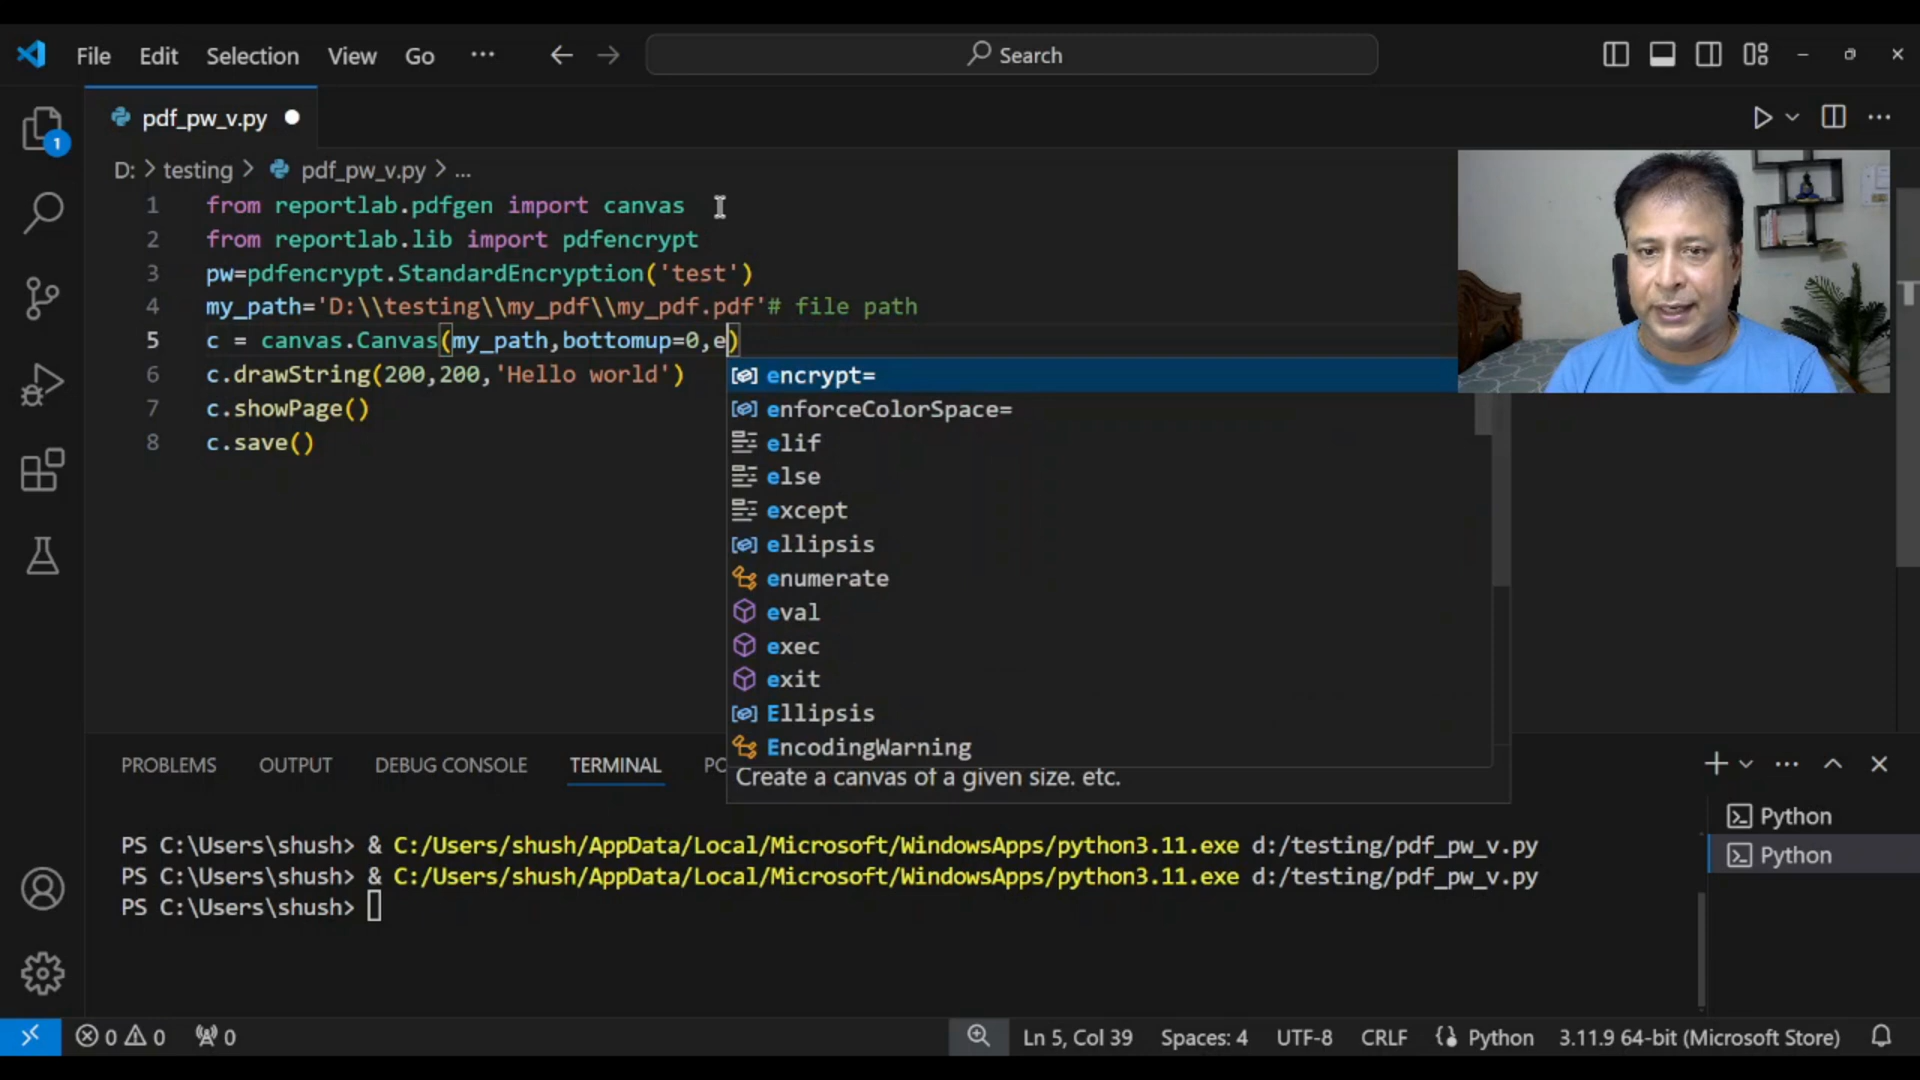 File Edit Selection View Go ··· Search
pdf_pw_v.py
1
D: > testing > pdf_pw_v.py > ...
1 from reportlab.pdfgen import canvas
2 from reportlab.lib import pdfencrypt
3 pw=pdfencrypt.StandardEncryption('test')
4 my_path='D:\\testing\\my_pdf\\my_pdf.pdf'# file path
5 c = canvas.Canvas(my_path,bottomup=0,e)
6 c.drawString(200,200,'Hello world')
7 c.showPage()
8 c.save()
encrypt=
enforceColorSpace=
elif
else
except
ellipsis
enumerate
eval
exec
exit
Ellipsis
EncodingWarning
Create a canvas of a given size. etc.
PROBLEMS OUTPUT DEBUG CONSOLE TERMINAL PO
PS C:\Users\shush> & C:/Users/shush/AppData/Local/Microsoft/WindowsApps/python3.11.exe d:/testing/pdf_pw_v.py
PS C:\Users\shush> & C:/Users/shush/AppData/Local/Microsoft/WindowsApps/python3.11.exe d:/testing/pdf_pw_v.py
PS C:\Users\shush>
Python
Python
0 0 0 Ln 5, Col 39 Spaces: 4 UTF-8 CRLF Python 3.11.9 64-bit (Microsoft Store)